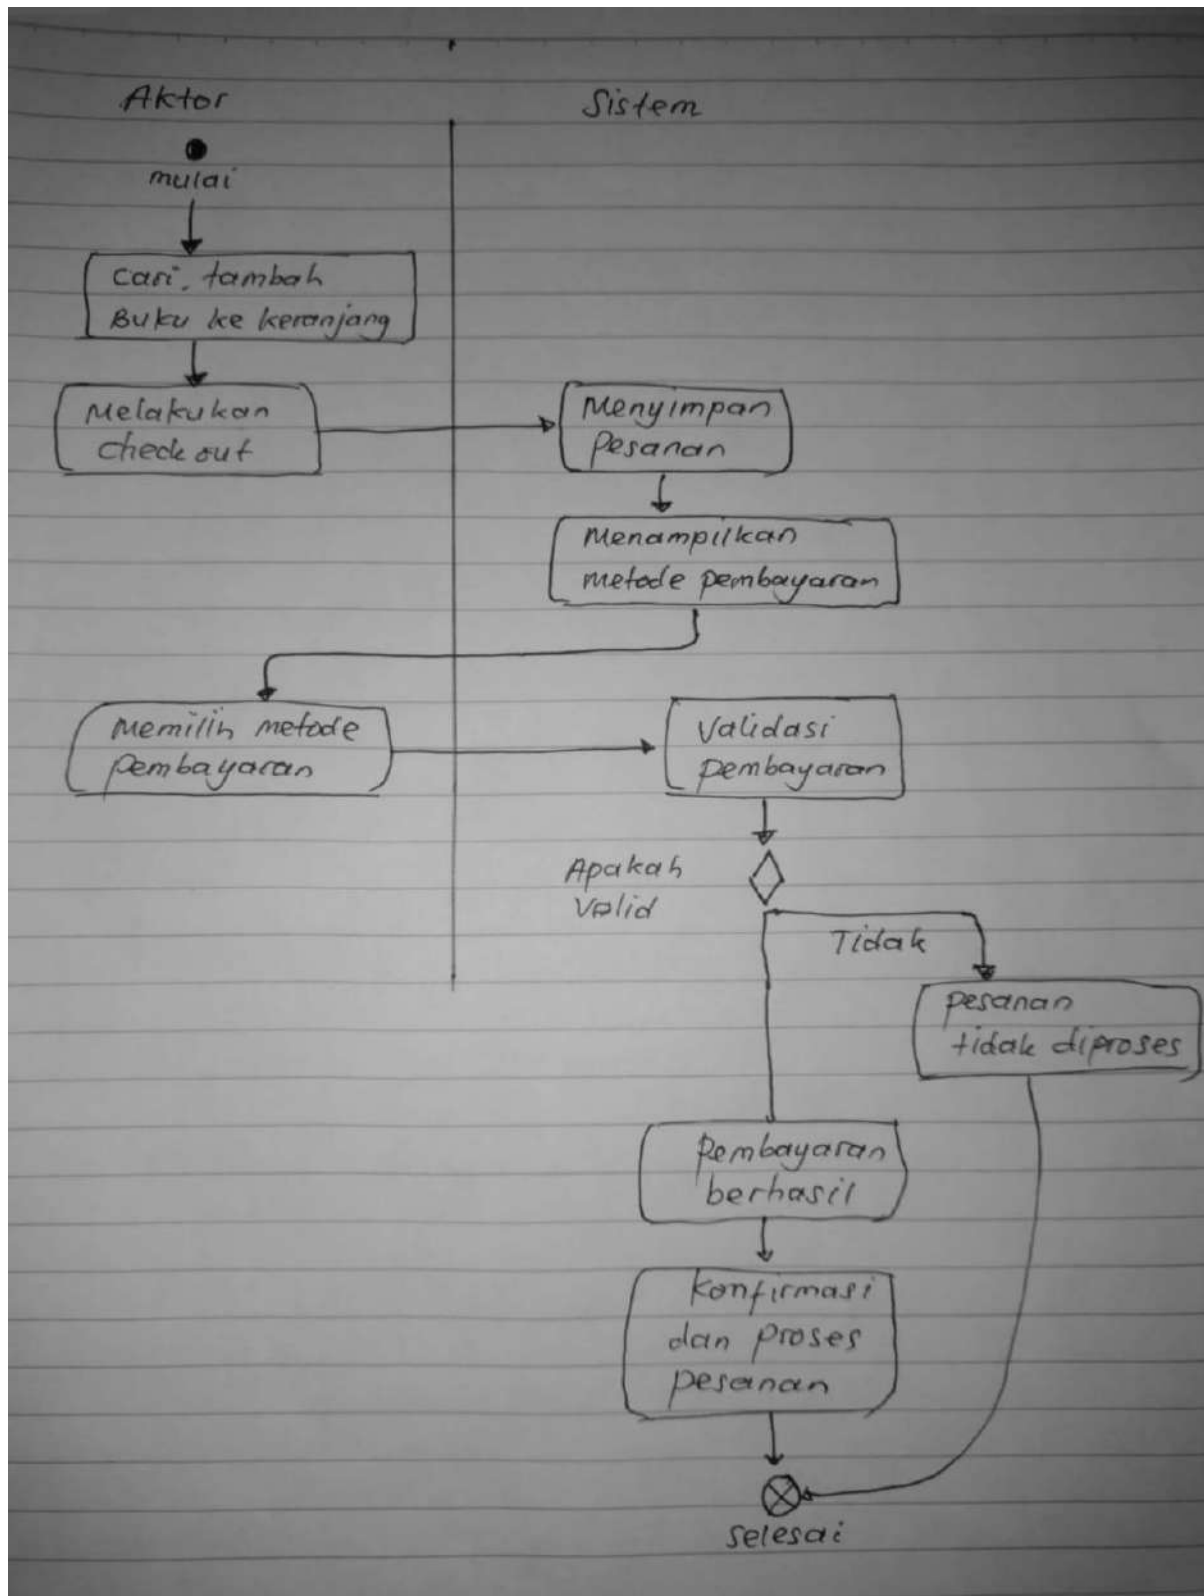 Aktor
Sistem
mulai
Cari. tambah
Buku ke keranjang
Melakukan
check out
Menyimpan
Pesanan
Menampilkan
metode pembayaran
Memilih metode
pembayaran
Validasi
pembayaran
Apakah
Valid
Tidak
pesanan
tidak diproses
Pembayaran
berhasil
Konfirmasi
dan proses
pesanan
selesai